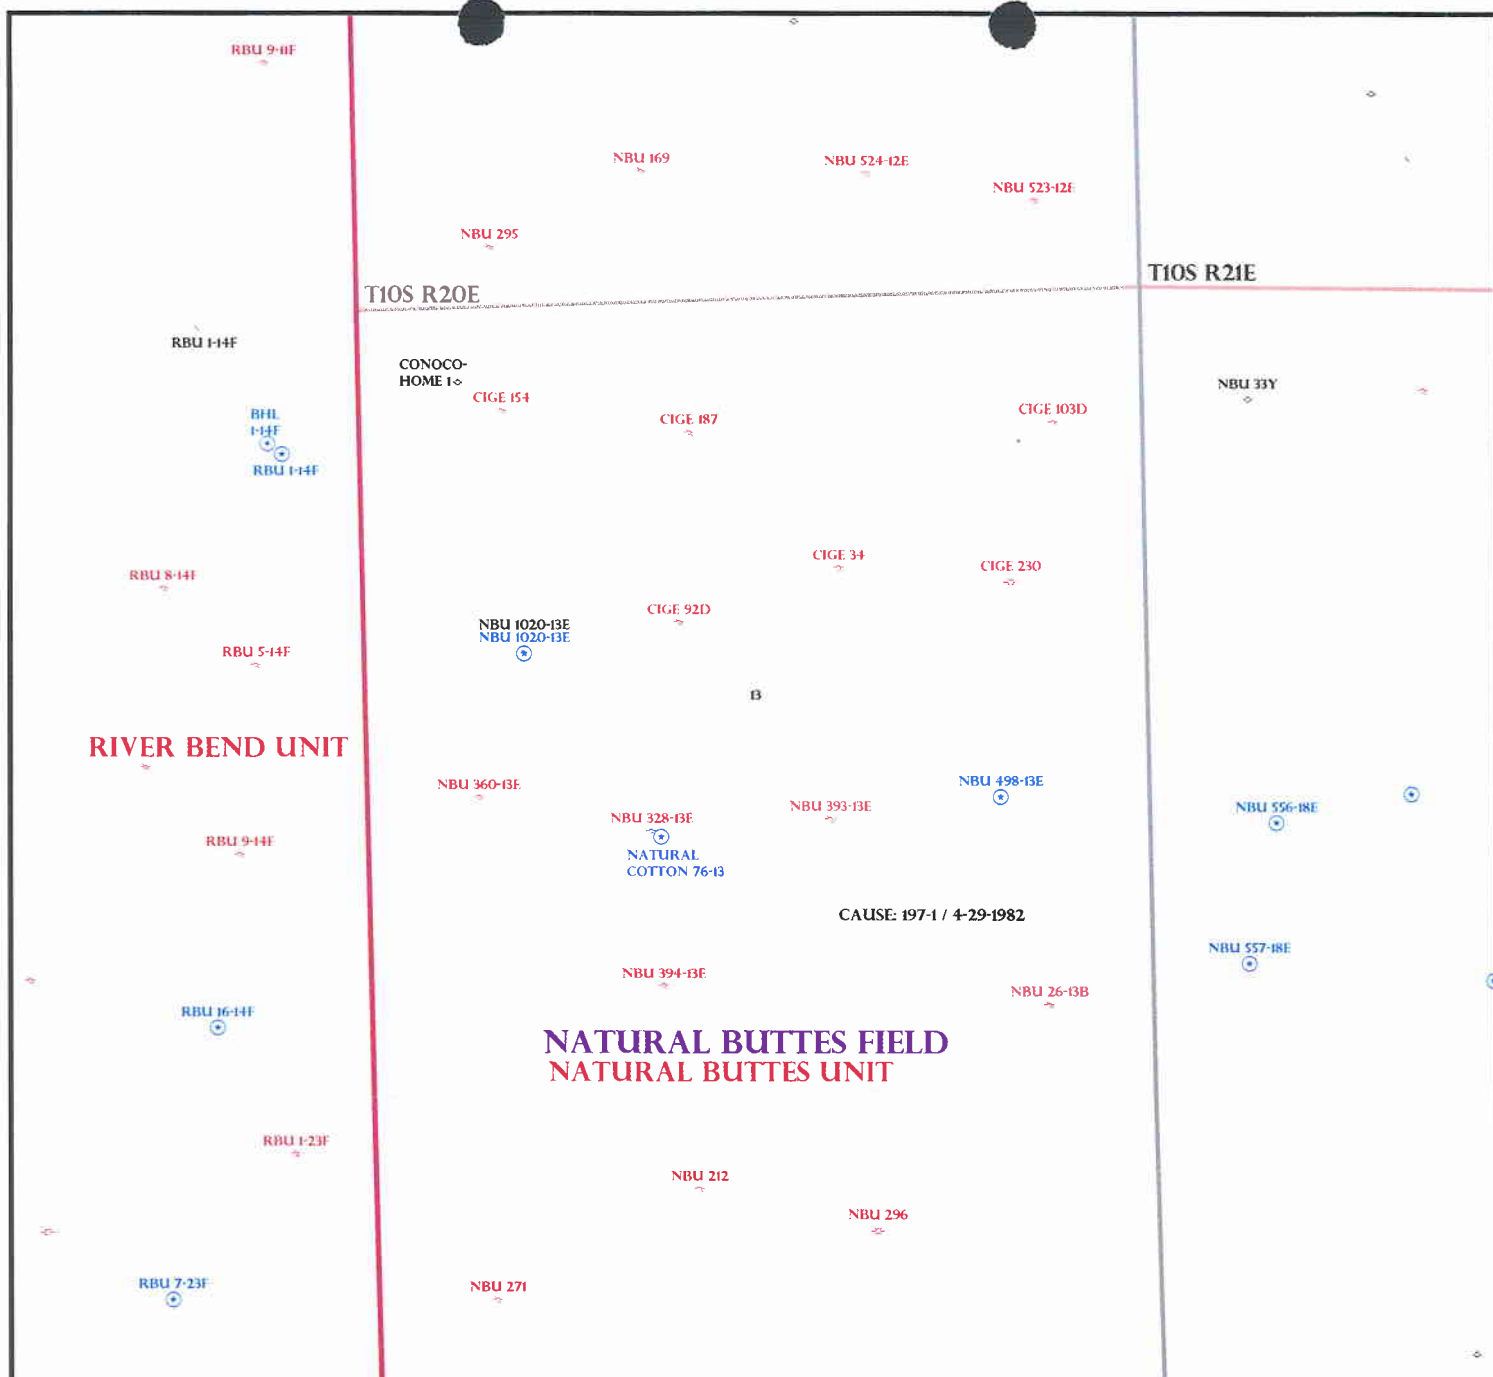 RBU 9-11F
NBU 169
NBU 524-12E
NBU 523-12E
NBU 295
T10S R21E
T10S R20E
RBU 1-14F
CONOCO-
HOME 1
CIGE 154
NBU 33Y
CIGE 103D
CIGE 187
BHL
1-14F
RBU 1-14F
CIGE 34
CIGE 230
RBU 8-14F
CIGE 92D
NBU 1020-13E
NBU 1020-13E
RBU 5-14F
13
RIVER BEND UNIT
NBU 360-13E
NBU 498-13E
NBU 393-13E
NBU 556-18E
NBU 328-13E
RBU 9-14F
NATURAL
COTTON 76-13
CAUSE: 197-1 / 4-29-1982
NBU 557-18E
NBU 394-13E
NBU 26-13B
RBU 16-14F
NATURAL BUTTES FIELD
NATURAL BUTTES UNIT
RBU 1-23F
NBU 212
NBU 296
RBU 7-23F
NBU 271